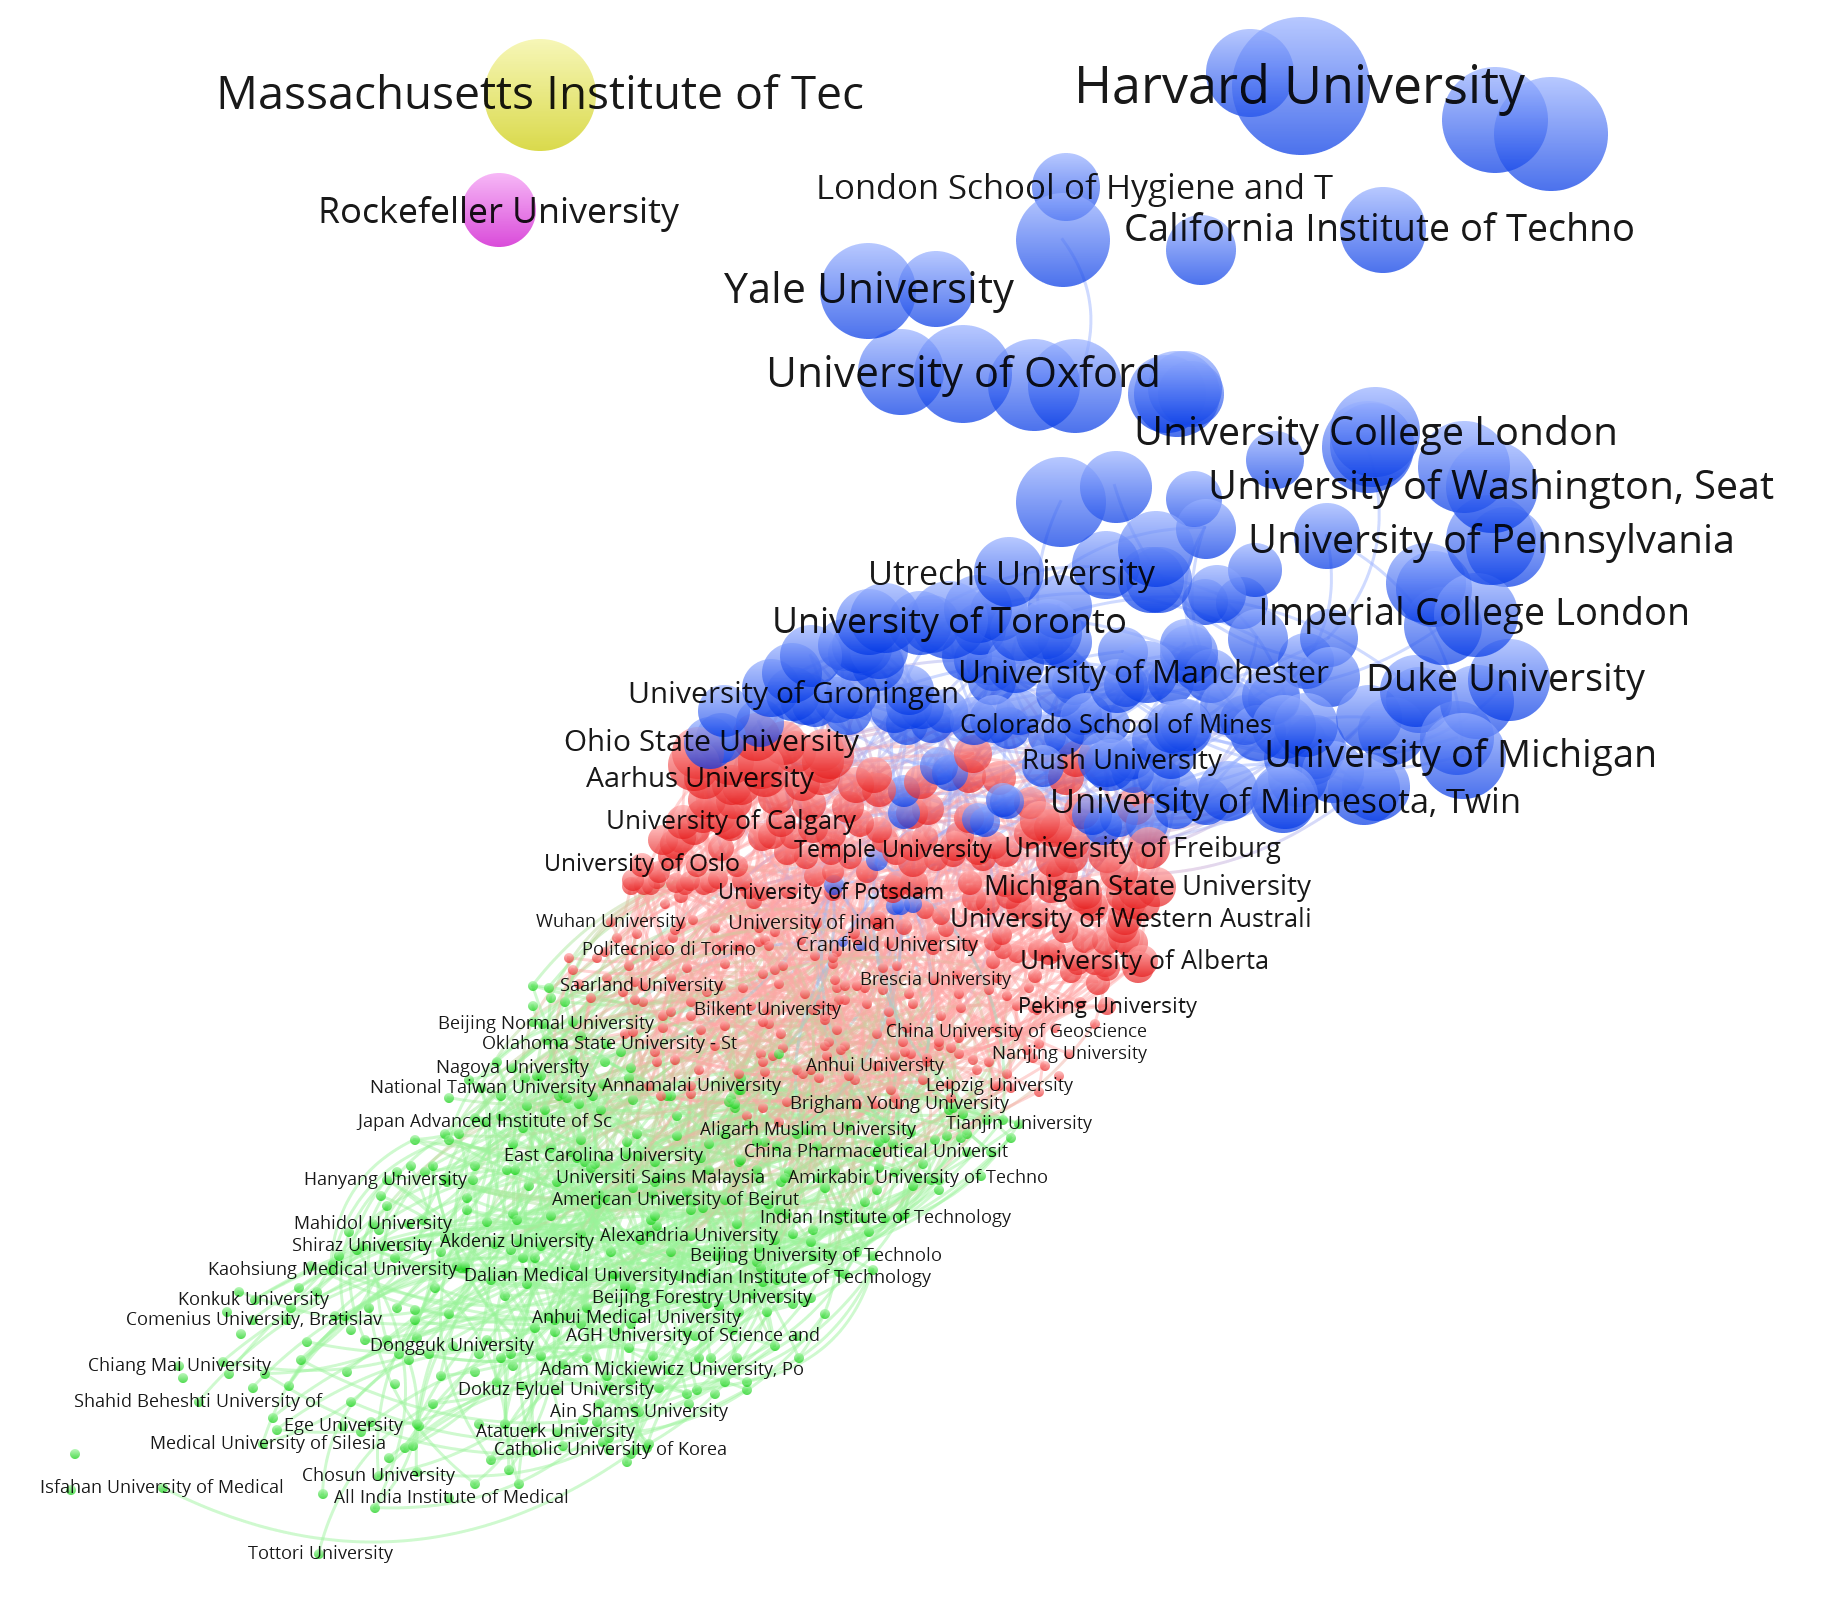 Harvard University
Massachusetts Institute of Tec
London School of Hygiene and T
Rockefeller University
California Institute of Techno
Yale University
University of Oxford
University College London
University of Washington, Seat
University of Pennsylvania
Utrecht University
Imperial College London
University of Toronto
University of Manchester
Duke University
University of Groningen
Colorado School of Mines
Ohio State University
University of Michigan
Rush University
Aarhus University
University of Minnesota, Twin
University of Calgary
Temple University
University of Freiburg
University of Oslo
Michigan State University
University of Potsdam
University of Western Australi
Wuhan University
University of Jinan
Cranfield University
Politecnico di Torino
University of Alberta
Brescia University
Saarland University
Peking University
Bilkent University
Beijing Normal University
China University of Geoscience
Oklahoma State University - St
Nanjing University
Nagoya University
Anhui University
National Taiwan University
Annamalai University
Leipzig University
Brigham Young University
Japan Advanced Institute of Sc
Aligarh Muslim University
Tianjin University
East Carolina University
China Pharmaceutical Universit
Hanyang University
Universiti Sains Malaysia
Amirkabir University of Techno
American University of Beirut
Mahidol University
Indian Institute of Technology
Shiraz University
Akdeniz University
Alexandria University
Beijing University of Technolo
Kaohsiung Medical University
Dalian Medical University
Indian Institute of Technology
Konkuk University
Beijing Forestry University
Comenius University, Bratislav
Anhui Medical University
AGH University of Science and
Dongguk University
Chiang Mai University
Adam Mickiewicz University, Po
Dokuz Eyluel University
Shahid Beheshti University of
Ain Shams University
Ege University
Atatuerk University
Medical University of Silesia
Catholic University of Korea
Chosun University
Isfahan University of Medical
All India Institute of Medical
Tottori University